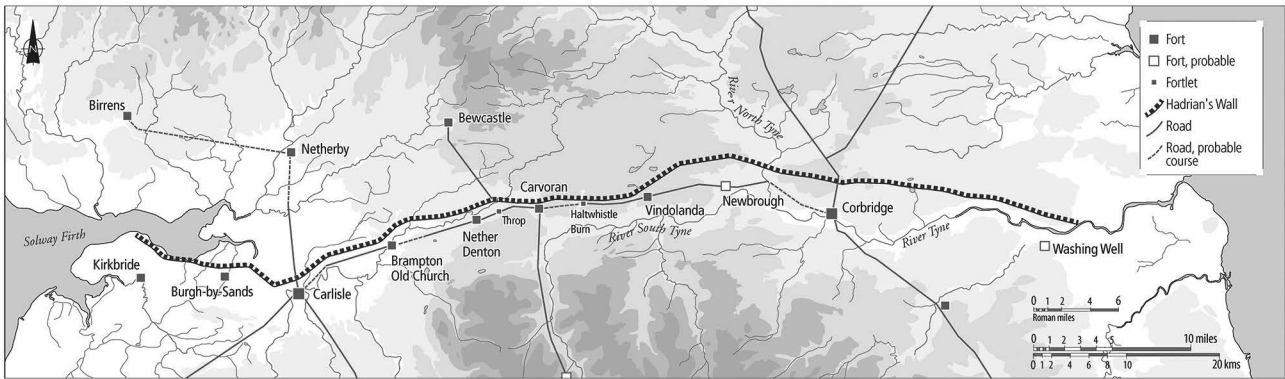 N
Birrens
Netherby
Bewcastle
River North Tyne
Solway Firth
Kirkbride
Burgh-by-Sands
Carlisle
Brampton
Old Church
Nether
Denton
Throp
Carvoran
Haltwhistle
Burn
River South Tyne
Vindolanda
Newbrough
Corbridge
River Tyne
Washing Well
Fort
Fort, probable
Fortlet
Hadrian's Wall
Road
Road, probable
course
0 1 2 4 6
Roman miles
0 1 2 3 4 5 10 miles
0 1 2 4 6 8 10 20 kms